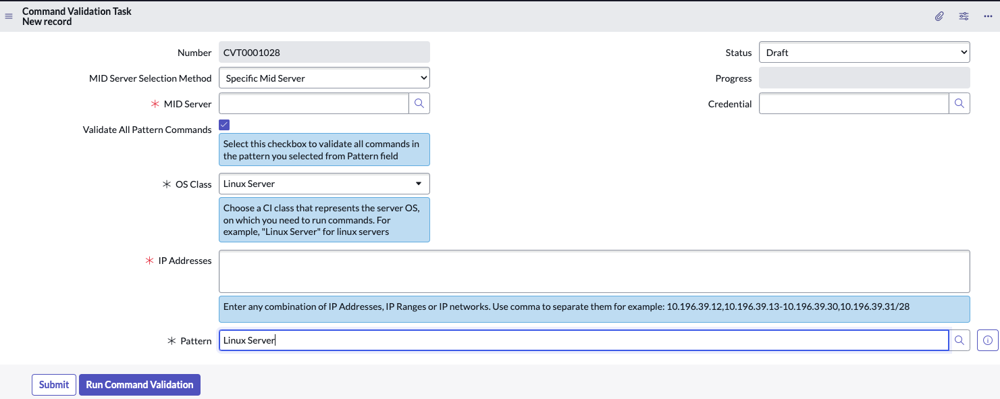 Command Validation Task
New record
Number
CVT0001028
Status
Draft
MID Server Selection Method
Specific Mid Server
Progress
MID Server
Credential
Validate All Pattern Commands
Select this checkbox to validate all commands in
the pattern you selected from Pattern field
OS Class
Linux Server
Choose a CI class that represents the server OS,
on which you need to run commands. For
example, "Linux Server" for linux servers
IP Addresses
Enter any combination of IP Addresses, IP Ranges or IP networks. Use comma to separate them for example: 10.196.39.12,10.196.39.13-10.196.39.30,10.196.39.31/28
Pattern
Linux Server
Submit
Run Command Validation